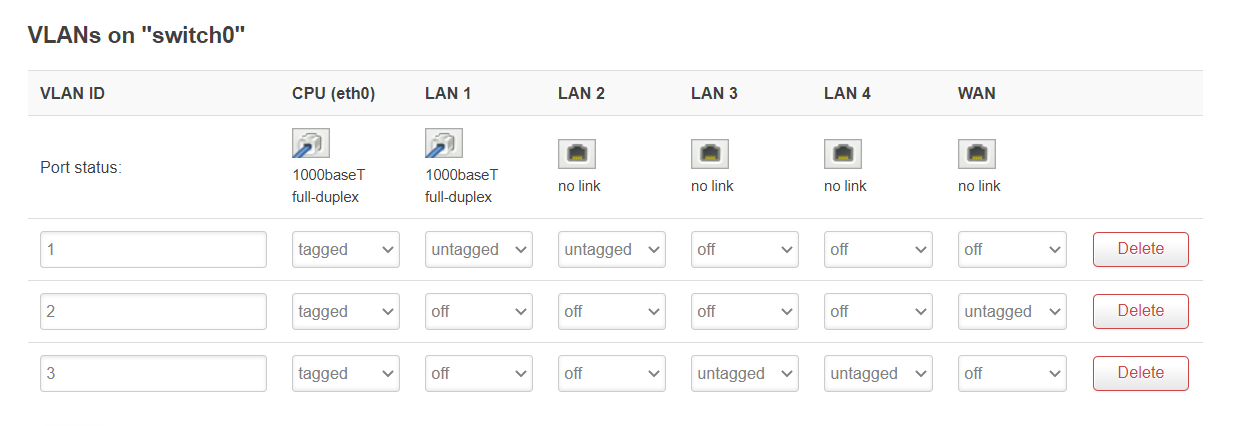 VLANs on "switch0"
VLAN ID CPU (eth0) LAN 1 LAN 2 LAN 3 LAN 4 WAN
Port status: 1000baseT full-duplex 1000baseT full-duplex no link no link no link no link
1 tagged untagged untagged off off off Delete
2 tagged off off off off untagged Delete
3 tagged off off untagged untagged off Delete